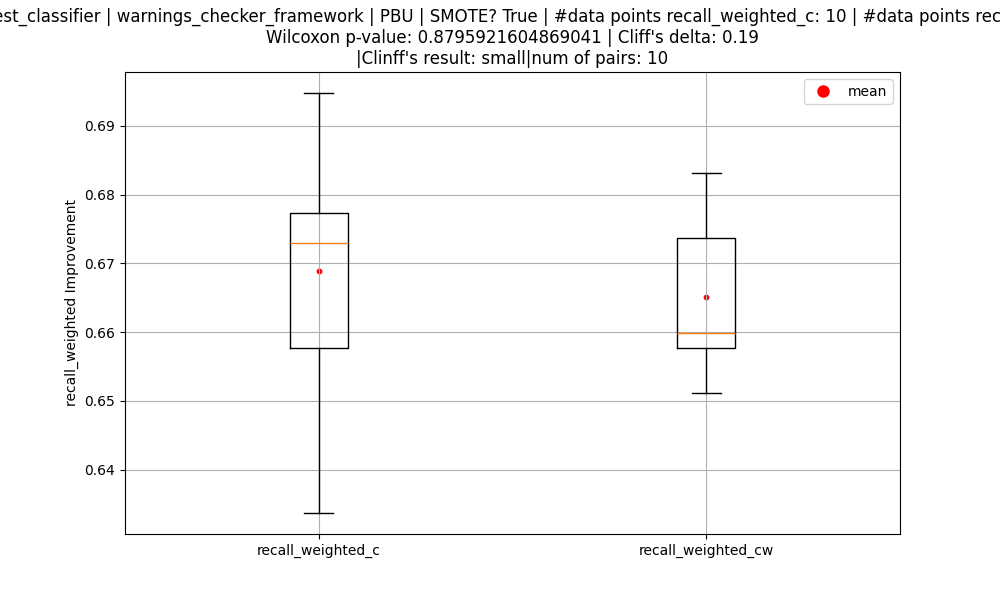 est_classifier | warnings_checker_framework | PBU | SMOTE? True | #data points recall_weighted_c: 10 | #data points rec
Wilcoxon p-value: 0.8795921604869041 | Cliff's delta: 0.19
|Clinff's result: small|num of pairs: 10
mean
0.69
0.68
0.67
0.66
0.65
0.64
recall_weighted Improvement
recall_weighted_c
recall_weighted_cw